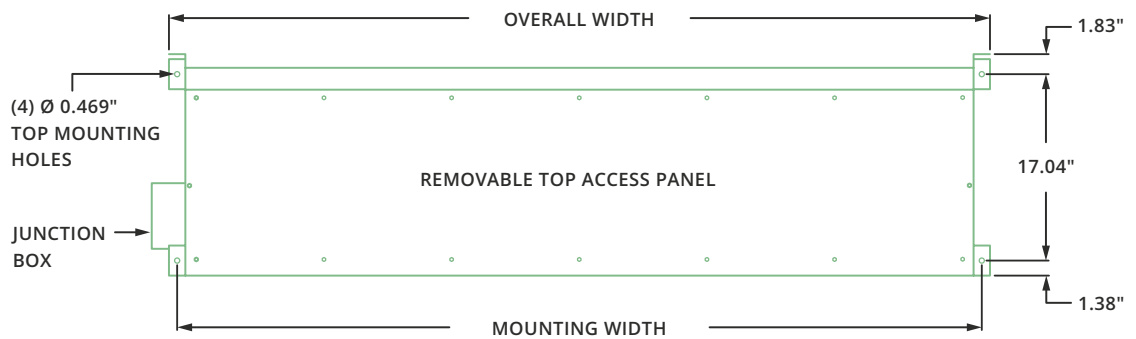 OVERALL WIDTH
1.83"
(4) Ø 0.469"
TOP MOUNTING
HOLES
17.04"
REMOVABLE TOP ACCESS PANEL
JUNCTION
BOX
1.38"
MOUNTING WIDTH